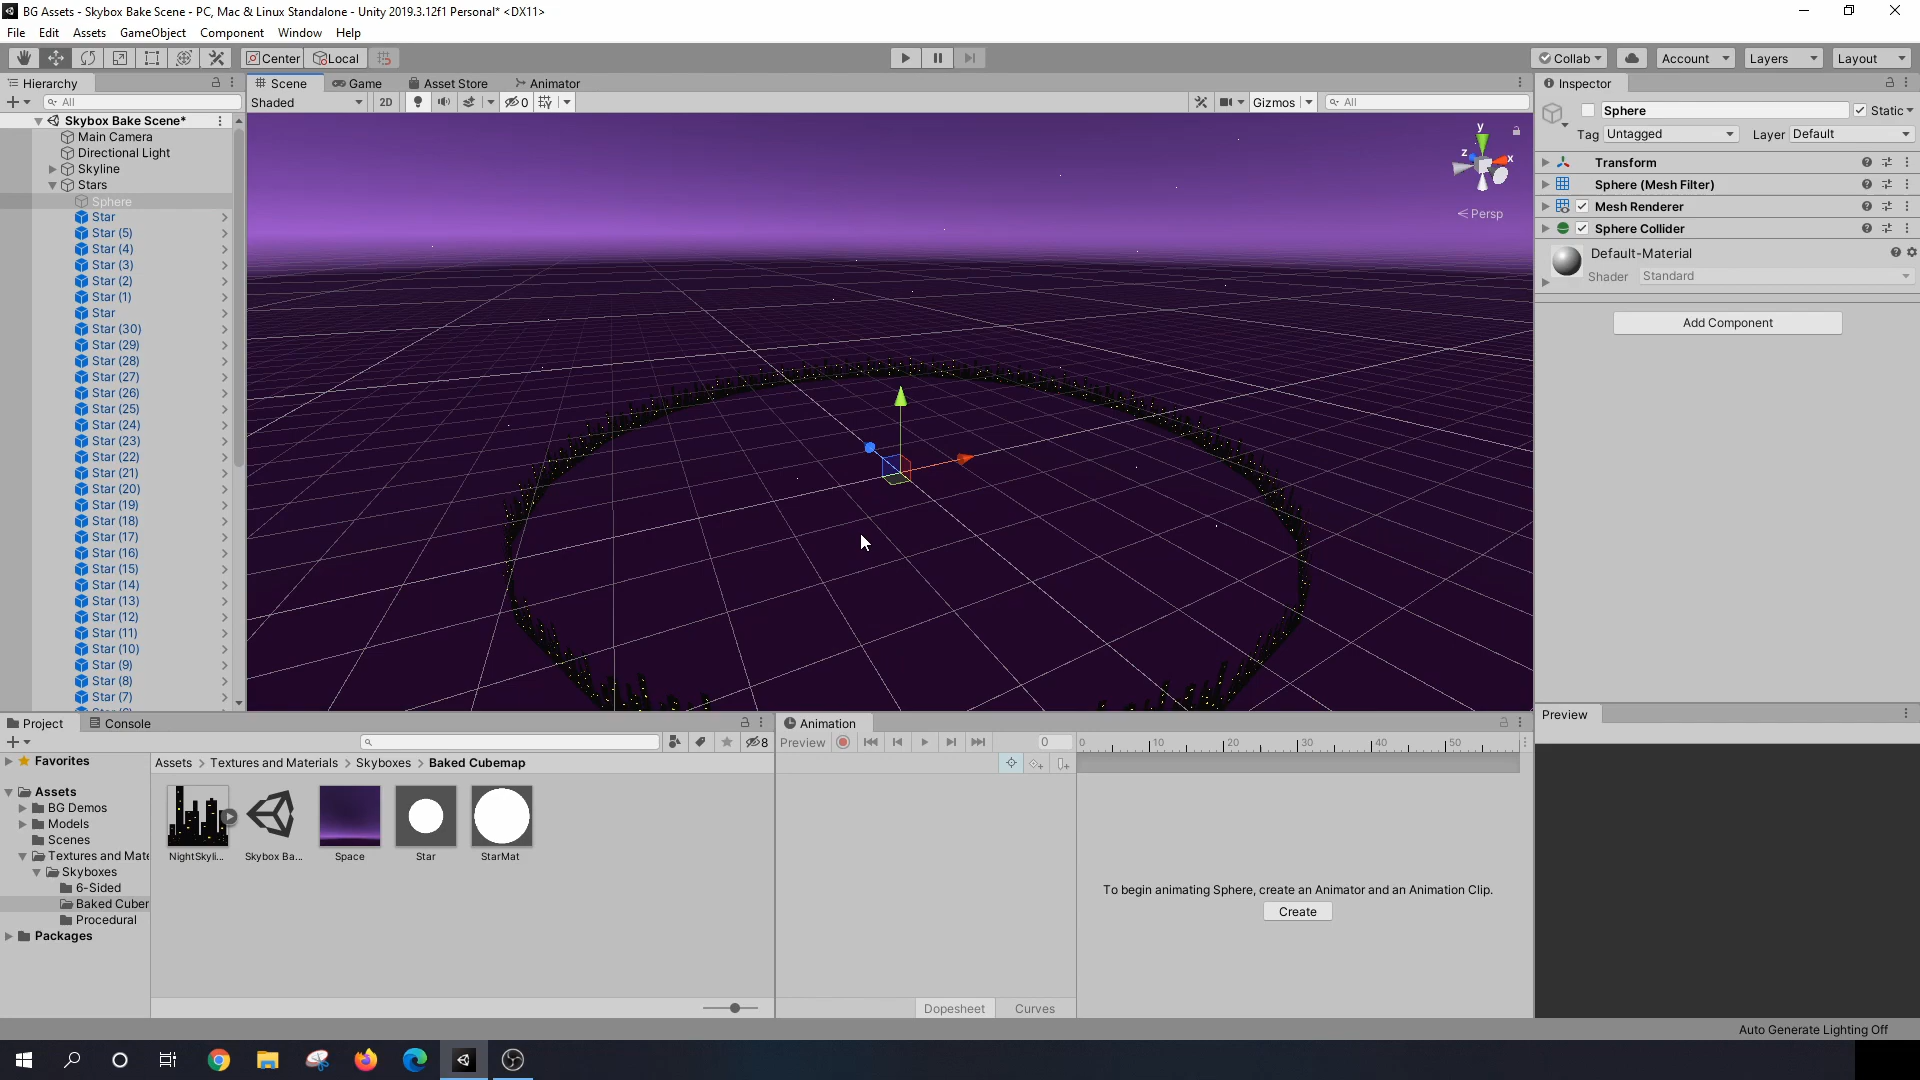 BG Assets - Skybox Bake Scene - PC, Mac & Linux Standalone - Unity 2019.3.12f1 Personal* <DX11>
File Edit Assets GameObject Component Window Help
Center Local Collab Account Layers Layout
Hierarchy
All
Skybox Bake Scene*
Main Camera
Directional Light
Skyline
Stars
Sphere
Star
Star (5)
Star (4)
Star (3)
Star (2)
Star (1)
Star
Star (30)
Star (29)
Star (28)
Star (27)
Star (26)
Star (25)
Star (24)
Star (23)
Star (22)
Star (21)
Star (20)
Star (19)
Star (18)
Star (17)
Star (16)
Star (15)
Star (14)
Star (13)
Star (12)
Star (11)
Star (10)
Star (9)
Star (8)
Star (7)
Scene Game Asset Store Animator
Shaded 2D 0 Gizmos All
y
z x
Persp
Inspector
Sphere Static
Tag Untagged Layer Default
Transform
Sphere (Mesh Filter)
Mesh Renderer
Sphere Collider
Default-Material
Shader Standard
Add Component
Preview
Project Console
8
Favorites
Assets
BG Demos
Models
Scenes
Textures and Mate
Skyboxes
6-Sided
Baked Cuber
Procedural
Packages
Assets > Textures and Materials > Skyboxes > Baked Cubemap
NightSkyli... Skybox Ba... Space Star StarMat
Animation
Preview 0 0 10 20 30 40 50
To begin animating Sphere, create an Animator and an Animation Clip.
Create
Dopesheet Curves
Auto Generate Lighting Off